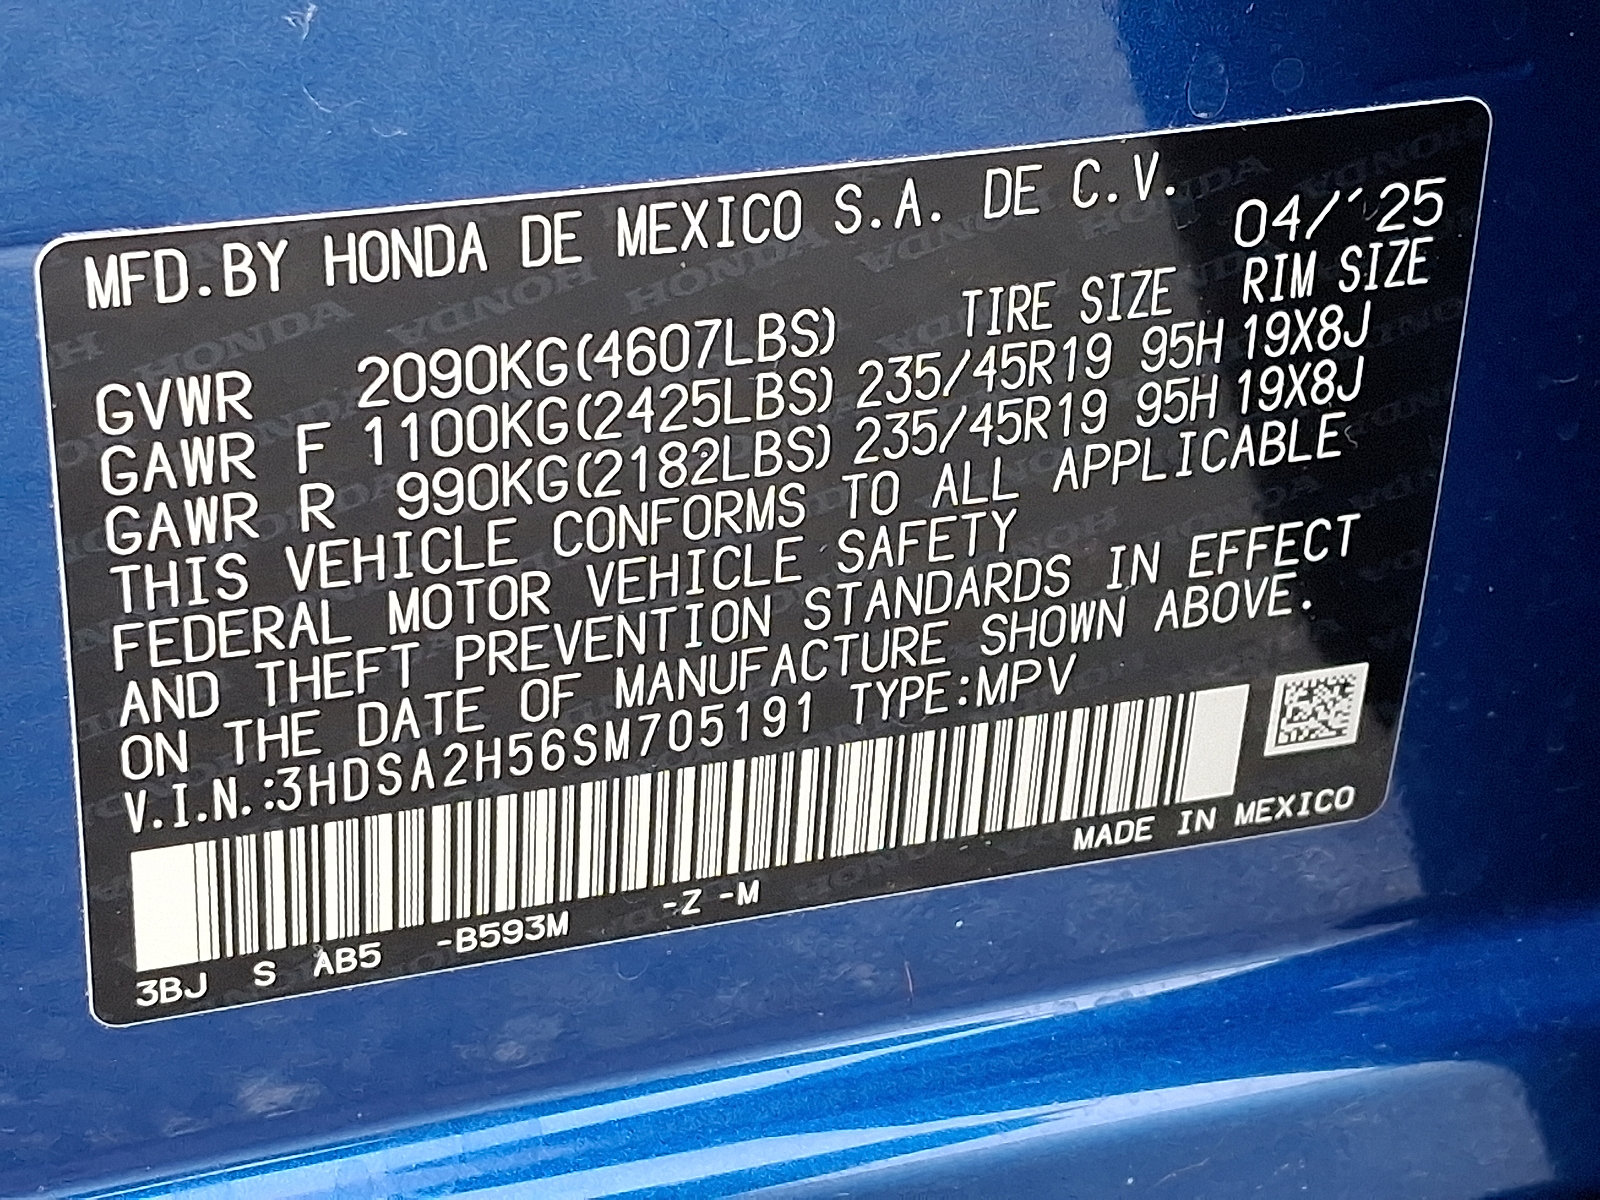 MFD.BY HONDA DE MEXICO S.A. DE C.V.
04/'25
TIRE SIZE RIM SIZE
GVWR 2090KG(4607LBS)
GAWR F 1100KG(2425LBS) 235/45R19 95H 19X8J
GAWR R 990KG(2182LBS) 235/45R19 95H 19X8J
THIS VEHICLE CONFORMS TO ALL APPLICABLE
FEDERAL MOTOR VEHICLE SAFETY
AND THEFT PREVENTION STANDARDS IN EFFECT
ON THE DATE OF MANUFACTURE SHOWN ABOVE.
V.I.N.:3HDSA2H56SM705191 TYPE:MPV
MADE IN MEXICO
3BJ S AB5 -B593M -Z -M